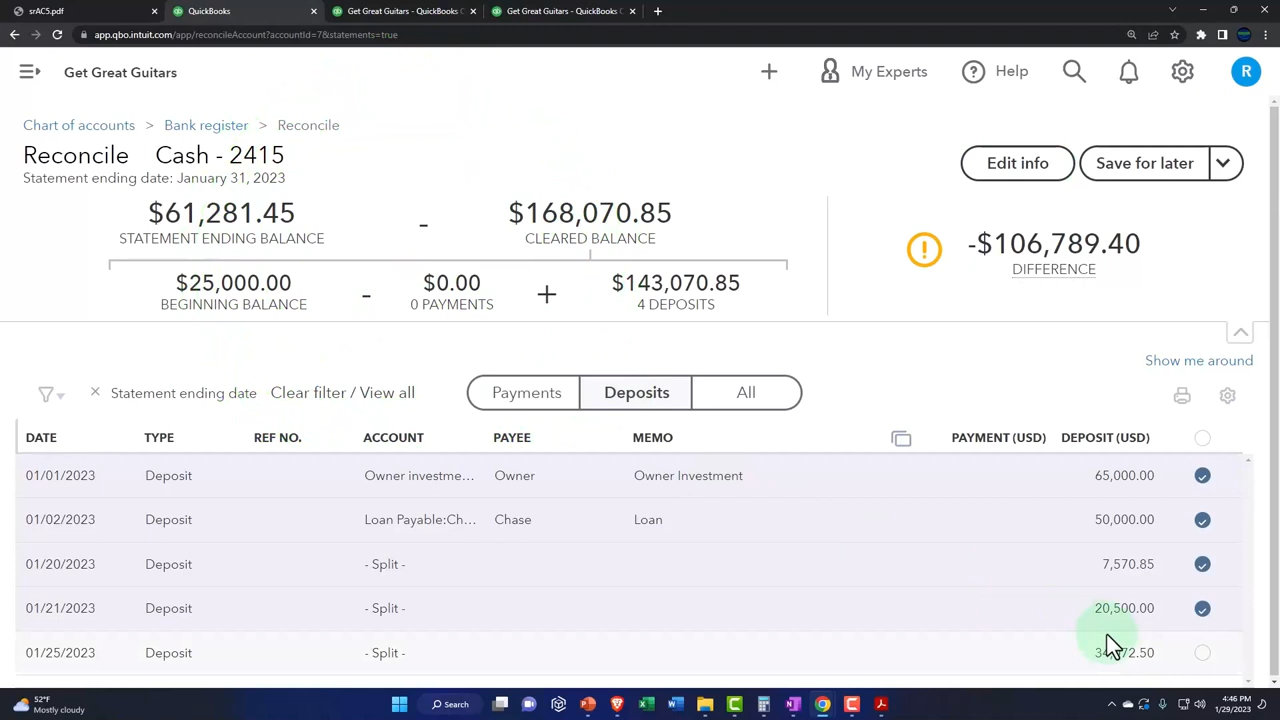 srACS.pdf
QuickBooks
Get Great Guitars - QuickBooks C
Get Great Guitars - QuickBooks C
app.qbo.intuit.com/app/reconcileAccount?accountId=7&statements=true
Get Great Guitars
My Experts
Help
R
Chart of accounts > Bank register > Reconcile
Reconcile Cash - 2415
Statement ending date: January 31, 2023
Edit info
Save for later
$61,281.45 - $168,070.85
STATEMENT ENDING BALANCE CLEARED BALANCE
-$106,789.40
DIFFERENCE
$25,000.00 - $0.00 + $143,070.85
BEGINNING BALANCE 0 PAYMENTS 4 DEPOSITS
Show me around
Statement ending date Clear filter / View all
Payments Deposits All
DATE TYPE REF NO. ACCOUNT PAYEE MEMO PAYMENT (USD) DEPOSIT (USD)
01/01/2023 Deposit Owner investme... Owner Owner Investment 65,000.00
01/02/2023 Deposit Loan Payable:Ch... Chase Loan 50,000.00
01/20/2023 Deposit - Split - 7,570.85
01/21/2023 Deposit - Split - 20,500.00
01/25/2023 Deposit - Split -
52°F
Mostly cloudy
Search
4:46 PM
1/29/2023